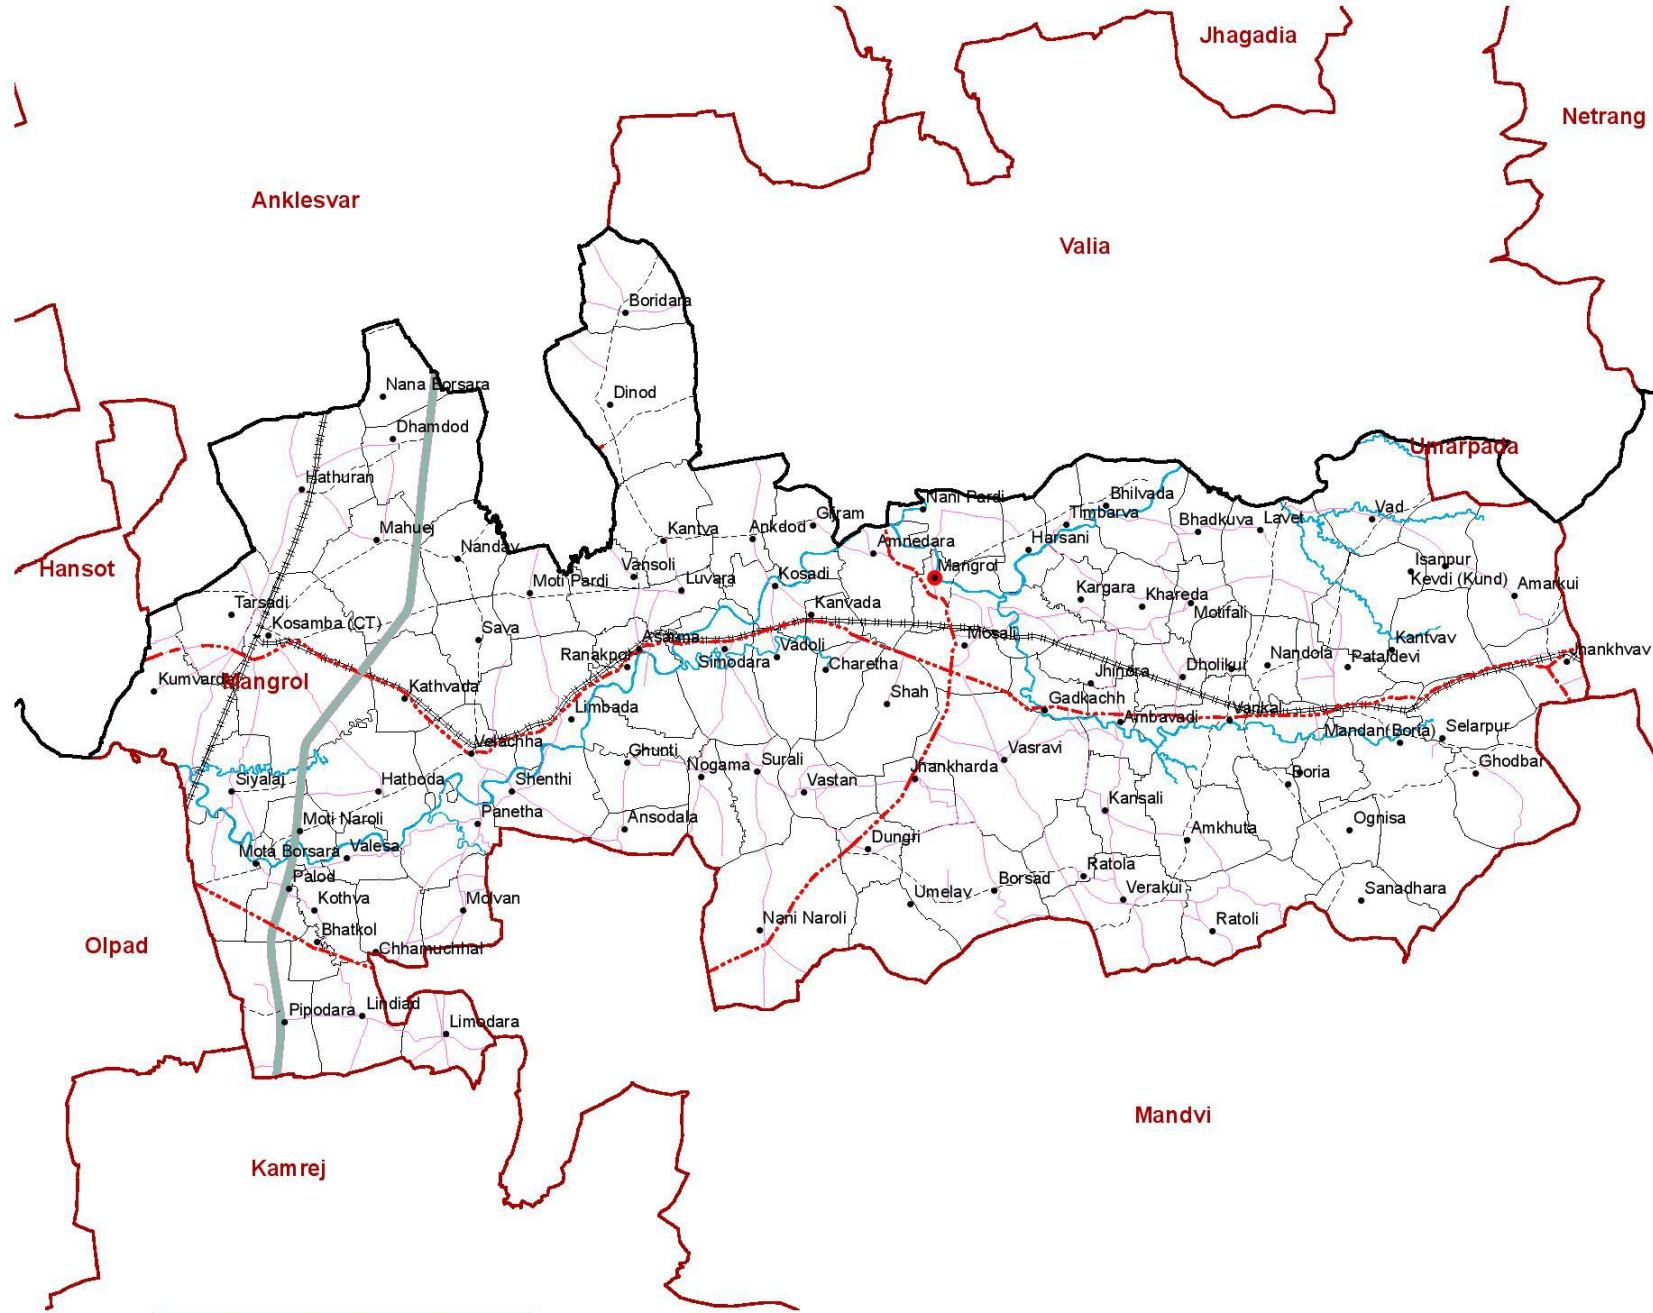 Jhagadia
Netrang
Anklesvar
Valia
Boridara
Nana Borsara
Dinod
Dhamdod
Umarpada
Hathuran
Nani Pardi
Bhilvada
Timbarva
Vad
Gijram
Mahuej
Kantva
Ankdod
Bhadkuva
Lavet
Nandav
Amnedara
Harsani
Isanpur
Hansot
Vansoli
Mangrol
Kevdi (Kund)
Moti Pardi
Luvara
Kosadi
Kargara
Khareda
Amarkui
Tarsadi
Kanvada
Motifali
Kosamba (CT)
Sava
Asarma
Mosali
Kantvav
Ranakpor
Simodara
Vadoli
Charetha
Dholikui
Nandola
Pataldevi
Jhankhvav
Kumvarda
Mangrol
Kathvada
Shah
Jhinora
Limbada
Gadkachh
Ambavadi
Vankal
Mandan(Borta)
Selarpur
Velachha
Ghunti
Nogama
Surali
Vasravi
Ghodbar
Siyalaj
Hathoda
Shenthi
Vastan
Jhankharda
Boria
Moti Naroli
Panetha
Ansodala
Kansali
Ognisa
Mota Borsara
Valesa
Dungri
Amkhuta
Palod
Kothva
Molvan
Umelav
Borsad
Ratola
Verakui
Sanadhara
Olpad
Bhatkol
Chhamuchhal
Nani Naroli
Ratoli
Pipodara
Lindiad
Limodara
Mandvi
Kamrej